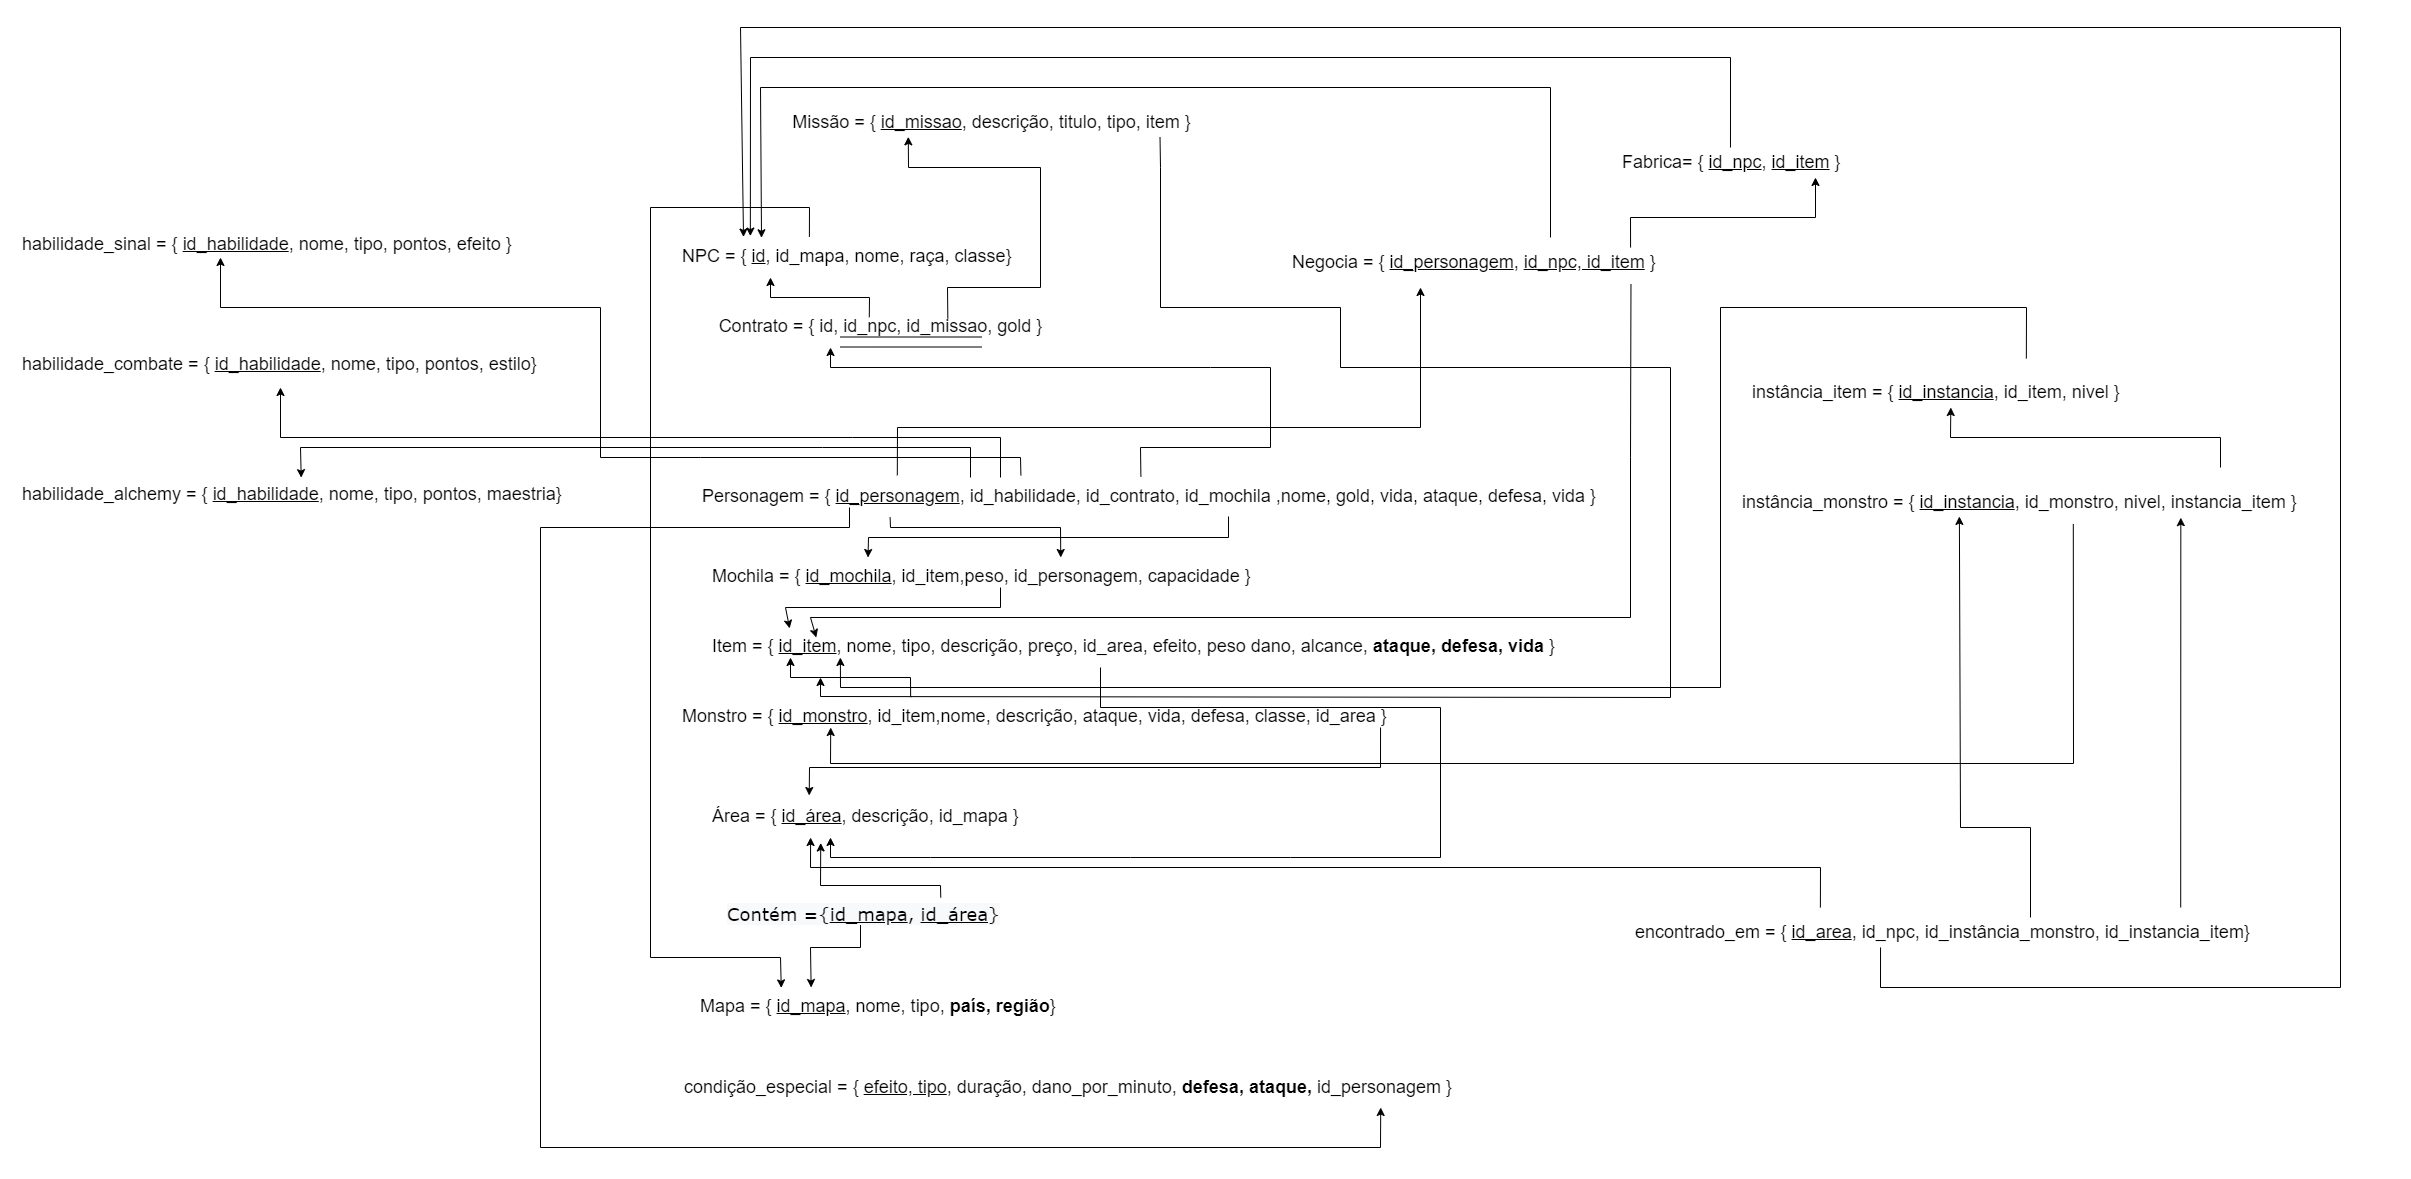 Missão = { id_missao, descrição, titulo, tipo, item }
Fabrica= { id_npc, id_item }
habilidade_sinal = { id_habilidade, nome, tipo, pontos, efeito }
NPC = { id, id_mapa, nome, raça, classe}
Negocia = { id_personagem, id_npc, id_item }
Contrato = { id, id_npc, id_missao, gold }
habilidade_combate = { id_habilidade, nome, tipo, pontos, estilo}
instância_item = { id_instancia, id_item, nivel }
habilidade_alchemy = { id_habilidade, nome, tipo, pontos, maestria}
Personagem = { id_personagem, id_habilidade, id_contrato, id_mochila ,nome, gold, vida, ataque, defesa, vida }
instância_monstro = { id_instancia, id_monstro, nivel, instancia_item }
Mochila = { id_mochila, id_item,peso, id_personagem, capacidade }
Item = { id_item, nome, tipo, descrição, preço, id_area, efeito, peso dano, alcance, ataque, defesa, vida }
Monstro = { id_monstro, id_item,nome, descrição, ataque, vida, defesa, classe, id_area }
Área = { id_área, descrição, id_mapa }
Contém ={id_mapa, id_área}
encontrado_em = { id_area, id_npc, id_instância_monstro, id_instancia_item}
Mapa = { id_mapa, nome, tipo, país, região}
condição_especial = { efeito, tipo, duração, dano_por_minuto, defesa, ataque, id_personagem }